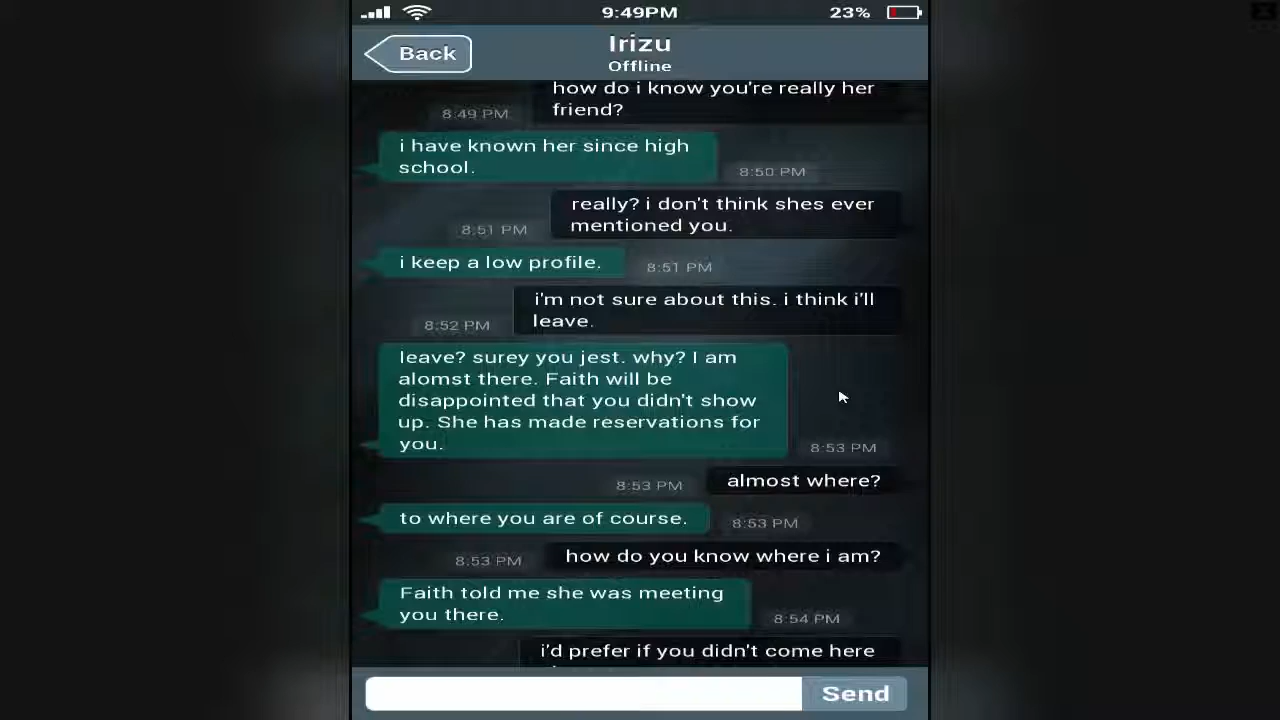 9:49PM
23%
Back
Irizu
Offline
how do i know you're really her
friend?
8:49 PM
i have known her since high
school.
8:50 PM
really? i don't think shes ever
mentioned you.
8:51 PM
i keep a low profile.
8:51 PM
i'm not sure about this. i think i'll
leave.
8:52 PM
leave? surey you jest. why? I am
alomst there. Faith will be
disappointed that you didn't show
up. She has made reservations for
you.
8:53 PM
almost where?
8:53 PM
to where you are of course.
8:53 PM
how do you know where i am?
8:53 PM
Faith told me she was meeting
you there.
8:54 PM
i'd prefer if you didn't come here
Send